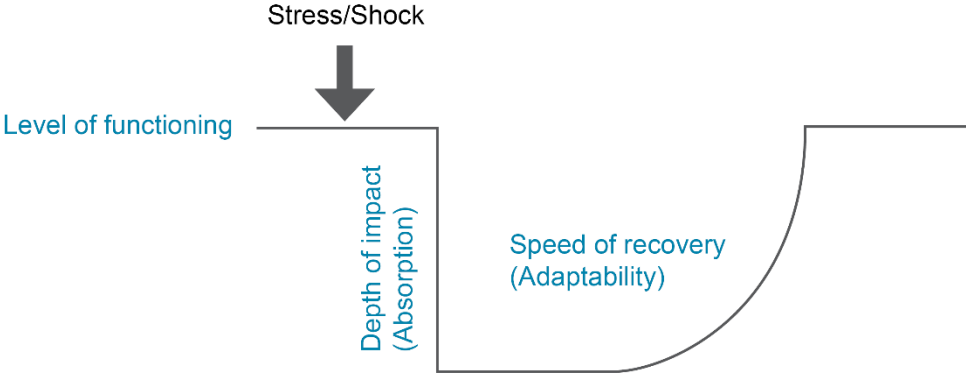 Stress/Shock
Level of functioning
Depth of impact
(Absorption)
Speed of recovery
(Adaptability)